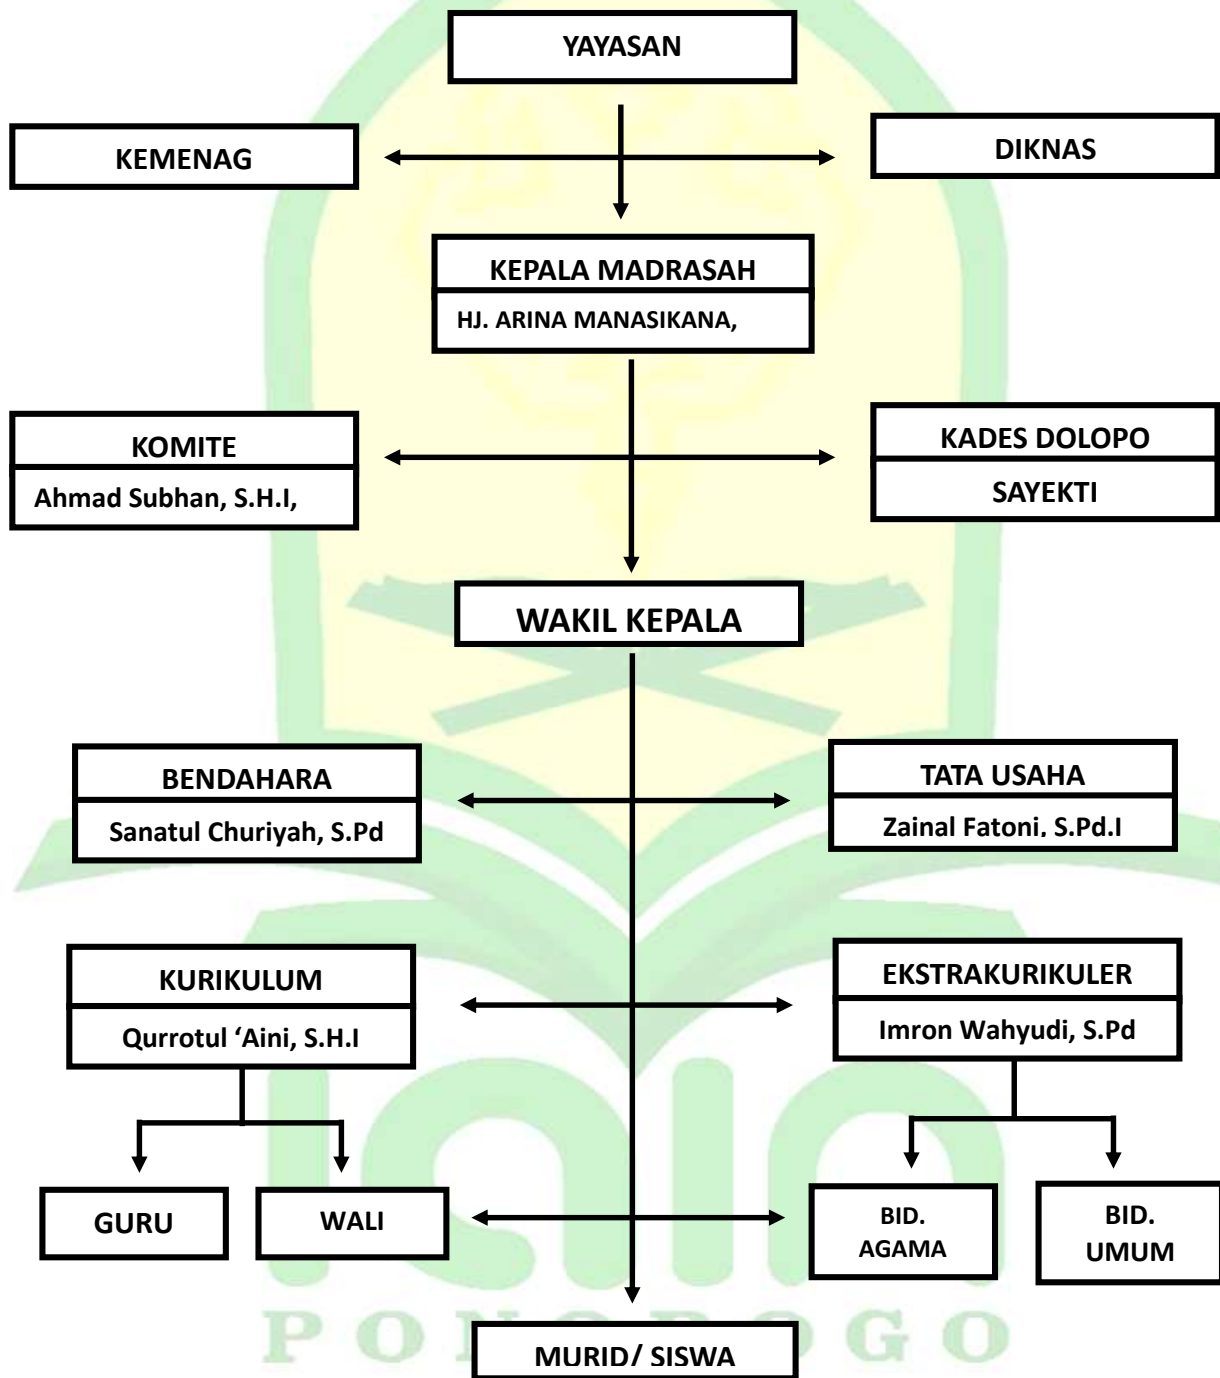 YAYASAN
KEMENAG
DIKNAS
KEPALA MADRASAH
HJ. ARINA MANASIKANA,
KOMITE
Ahmad Subhan, S.H.I,
KADES DOLOPO
SAYEKTI
WAKIL KEPALA
BENDAHARA
Sanatul Churiyah, S.Pd
TATA USAHA
Zainal Fatoni, S.Pd.I
KURIKULUM
Qurrotul ‘Aini, S.H.I
EKSTRAKURIKULER
Imron Wahyudi, S.Pd
GURU
WALI
BID.
AGAMA
BID.
UMUM
iain
PONOROGO
MURID/ SISWA